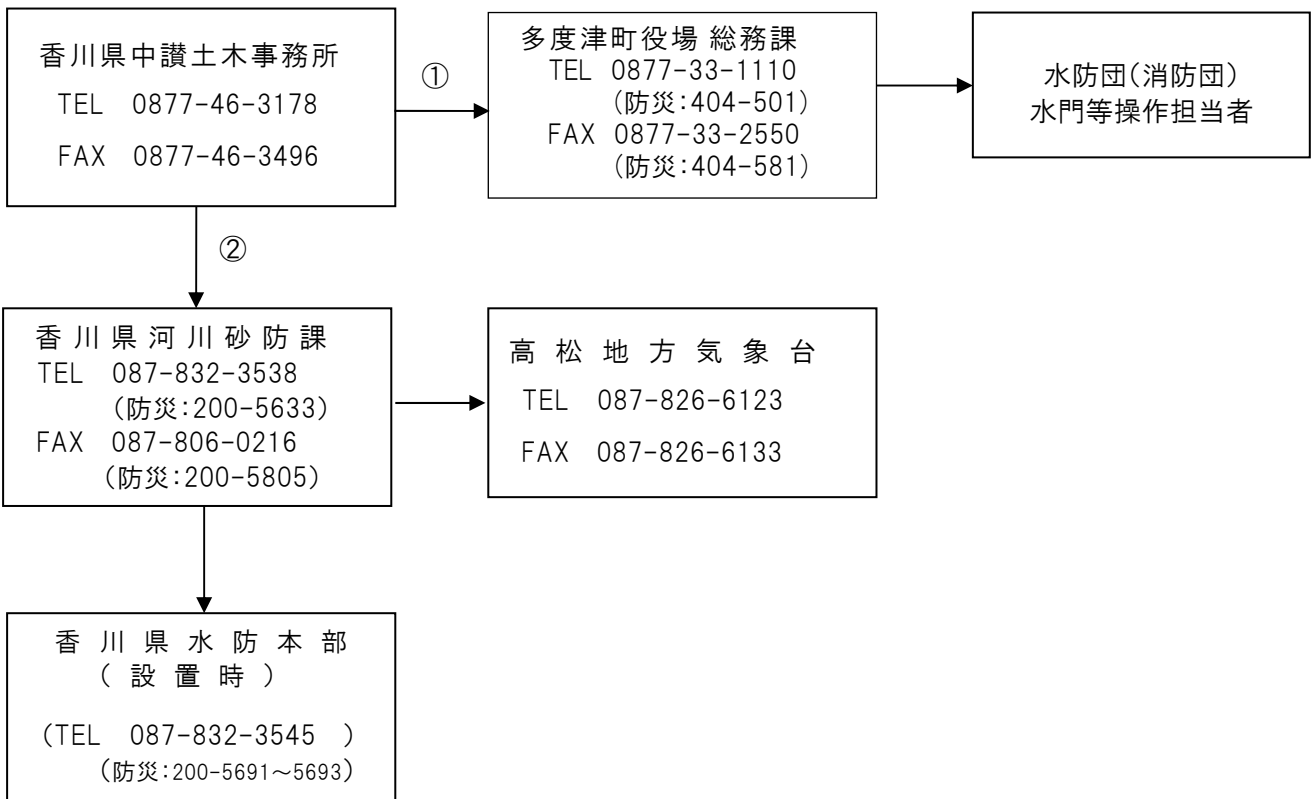 香川県中讃土木事務所
TEL 0877-46-3178
FAX 0877-46-3496
①
多度津町役場 総務課
TEL 0877-33-1110
(防災:404-501)
FAX 0877-33-2550
(防災:404-581)
水防団(消防団)
水門等操作担当者
②
香川県河川砂防課
TEL 087-832-3538
(防災:200-5633)
FAX 087-806-0216
(防災:200-5805)
高松地方気象台
TEL 087-826-6123
FAX 087-826-6133
香川県水防本部
(設置時)
(TEL 087-832-3545 )
(防災:200-5691～5693)